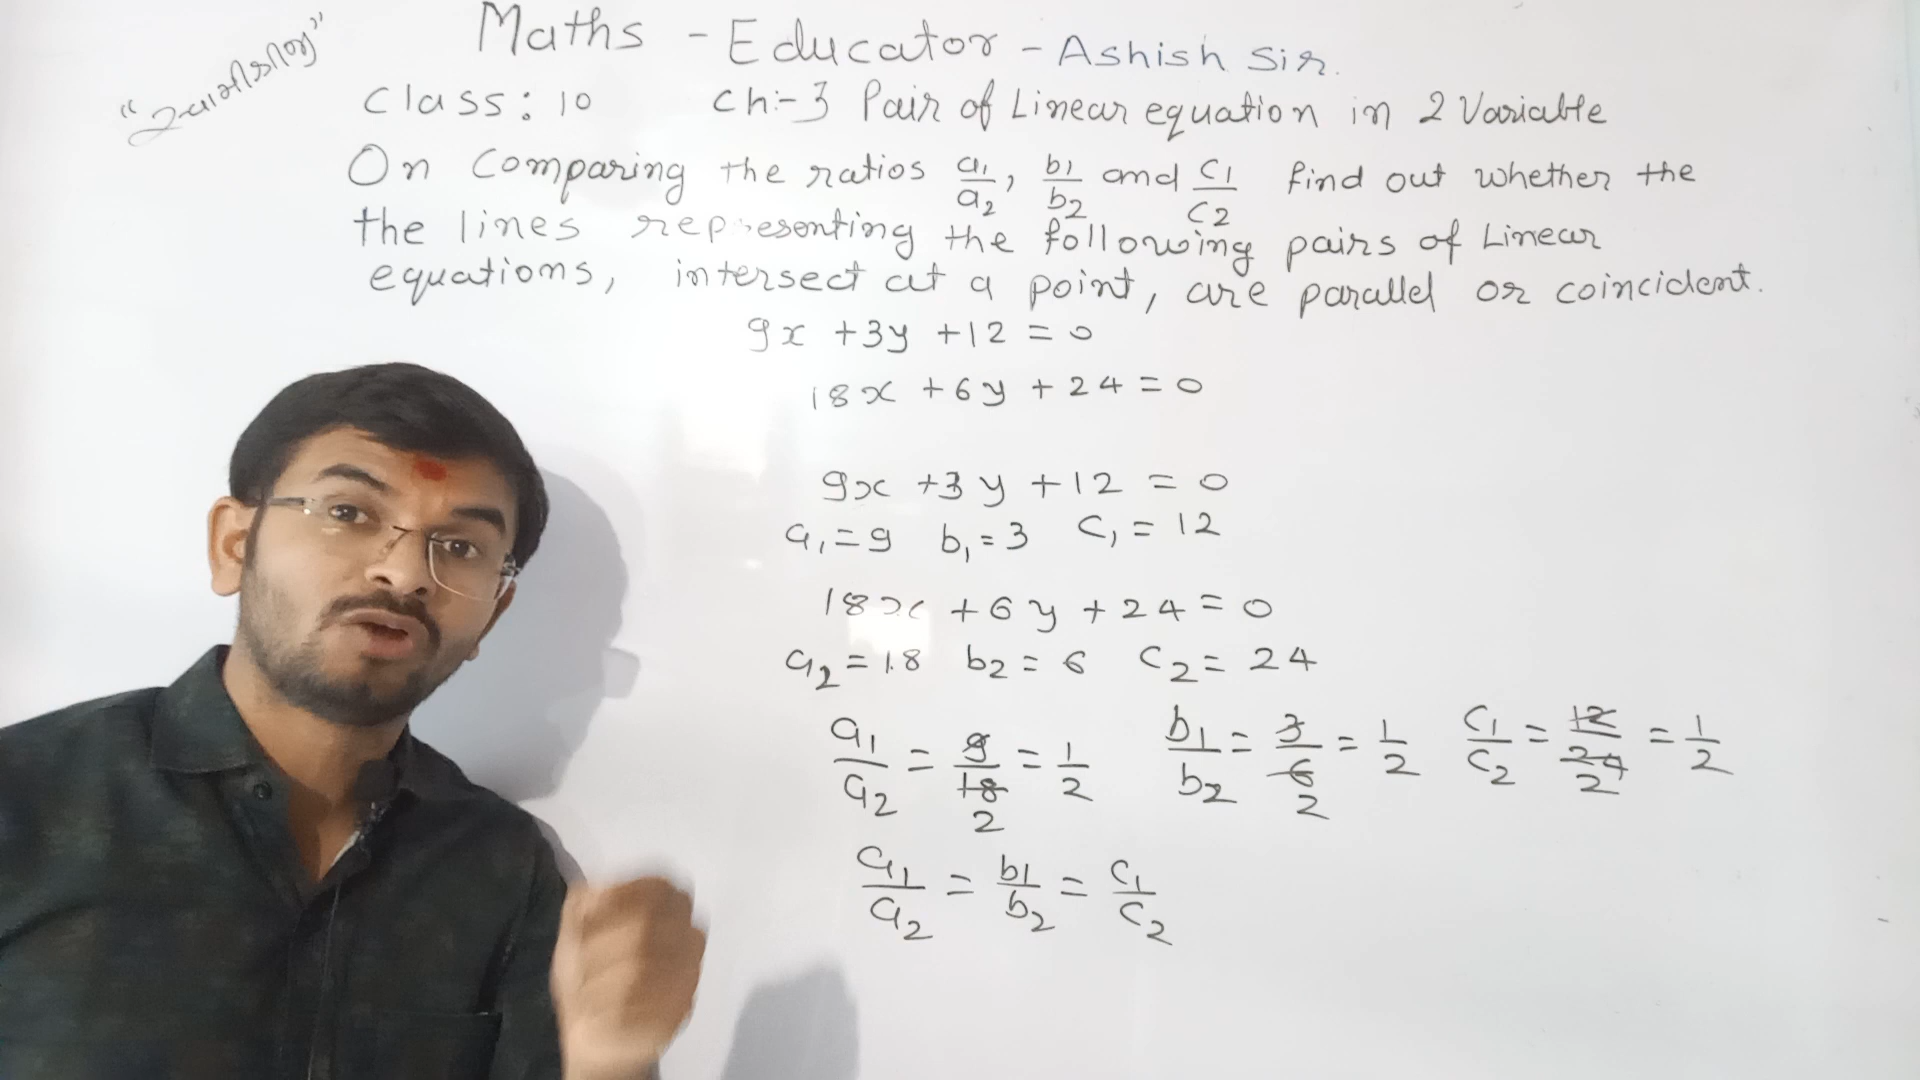 Maths - Educator - Ashish Sir.
Class: 10 Ch:- 3 Pair of Linear equation in 2 Variable
On Comparing the ratios a1/a2, b1/b2 and c1/c2 find out whether the
the lines representing the following pairs of Linear
equations, intersect at a point, are parallel or coincident.
9x + 3y + 12 = 0
18x + 6y + 24 = 0
9x + 3y + 12 = 0
a1 = 9 b1 = 3 c1 = 12
18x + 6y + 24 = 0
a2 = 18 b2 = 6 c2 = 24
a1/a2 = 9/18 2 = 1/2 b1/b2 = 3/6 2 = 1/2 c1/c2 = 12/24 2 = 1/2
a1/a2 = b1/b2 = c1/c2